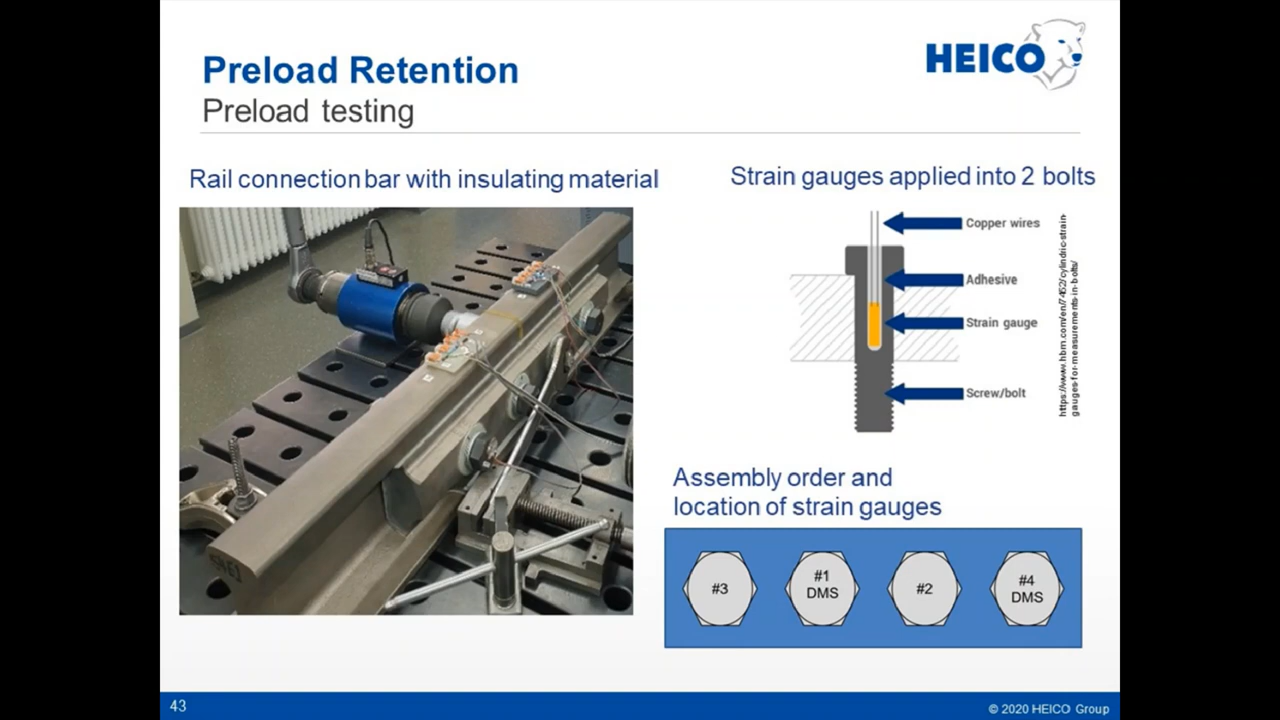 Preload Retention
Preload testing
HEICO
Rail connection bar with insulating material
Strain gauges applied into 2 bolts
Copper wires
Adhesive
Strain gauge
Screw/bolt
https://www.hbm.com/en/7452/cylindric-strain-
gauges-for-measurements-in-bolts/
Assembly order and
location of strain gauges
#3
#1
DMS
#2
#4
DMS
43
© 2020 HEICO Group